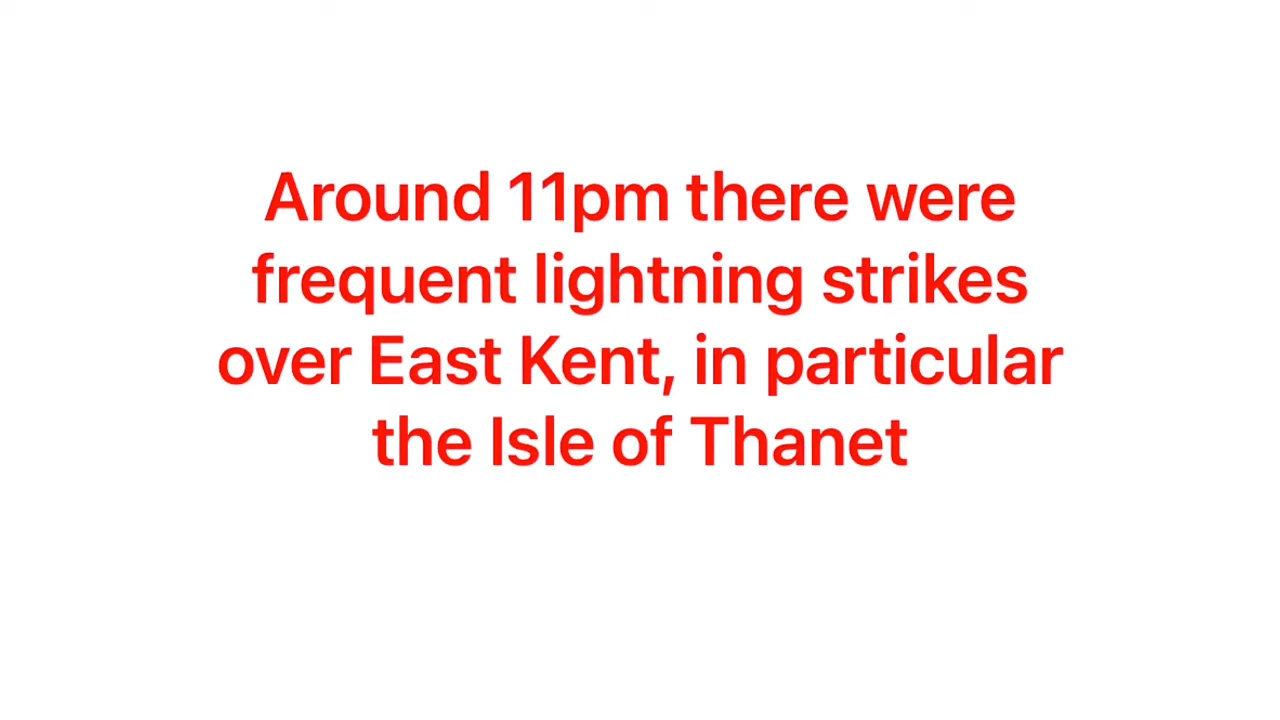 Around 11pm there were
frequent lightning strikes
over East Kent, in particular
the Isle of Thanet